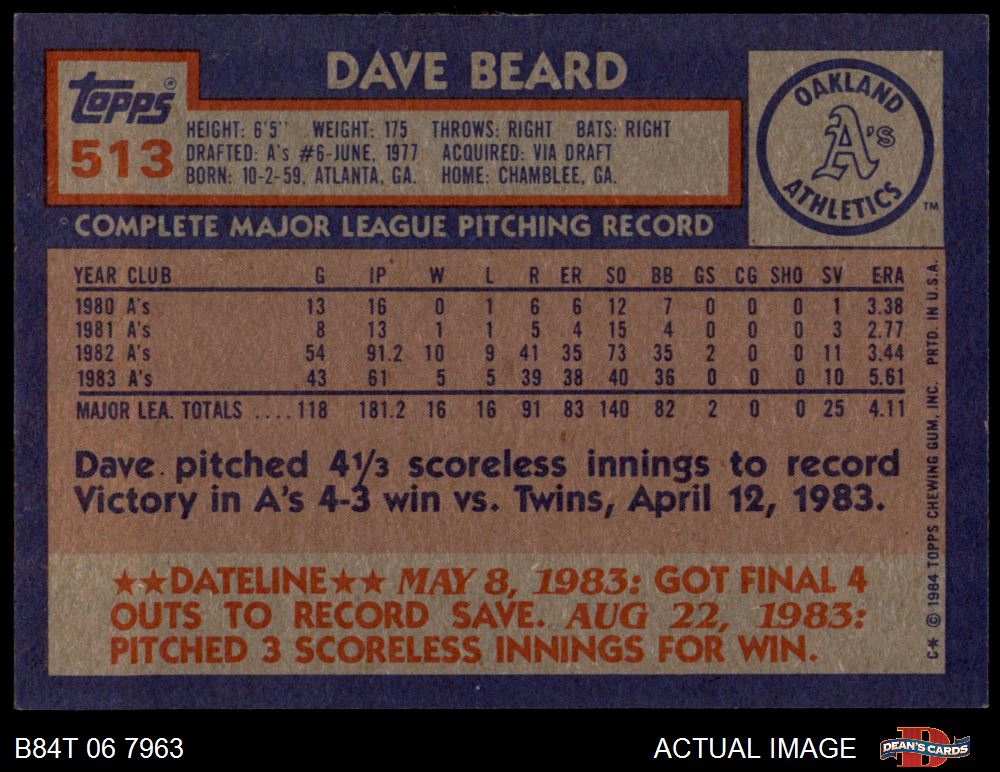 DAVE BEARD
Topps®
513
HEIGHT: 6'5" WEIGHT: 175 THROWS: RIGHT BATS: RIGHT
DRAFTED: A's #6-JUNE, 1977 ACQUIRED: VIA DRAFT
BORN: 10-2-59, ATLANTA, GA. HOME: CHAMBLEE, GA.
OAKLAND
A's
ATHLETICS
TM
COMPLETE MAJOR LEAGUE PITCHING RECORD
YEAR CLUB G IP W L R ER SO BB GS CG SHO SV ERA
1980 A's 13 16 0 1 6 6 12 7 0 0 0 1 3.38
1981 A's 8 13 1 1 5 4 15 4 0 0 0 3 2.77
1982 A's 54 91.2 10 9 41 35 73 35 2 0 0 11 3.44
1983 A's 43 61 5 5 39 38 40 36 0 0 0 10 5.61
MAJOR LEA. TOTALS ....118 181.2 16 16 91 83 140 82 2 0 0 25 4.11
Dave pitched 4⅓ scoreless innings to record
Victory in A's 4-3 win vs. Twins, April 12, 1983.
★★DATELINE★★ MAY 8, 1983: GOT FINAL 4
OUTS TO RECORD SAVE. AUG 22, 1983:
PITCHED 3 SCORELESS INNINGS FOR WIN.
C* © 1984 TOPPS CHEWING GUM, INC. PRTD. IN U.S.A.
B84T 06 7963
ACTUAL IMAGE
D
DEAN'S CARDS